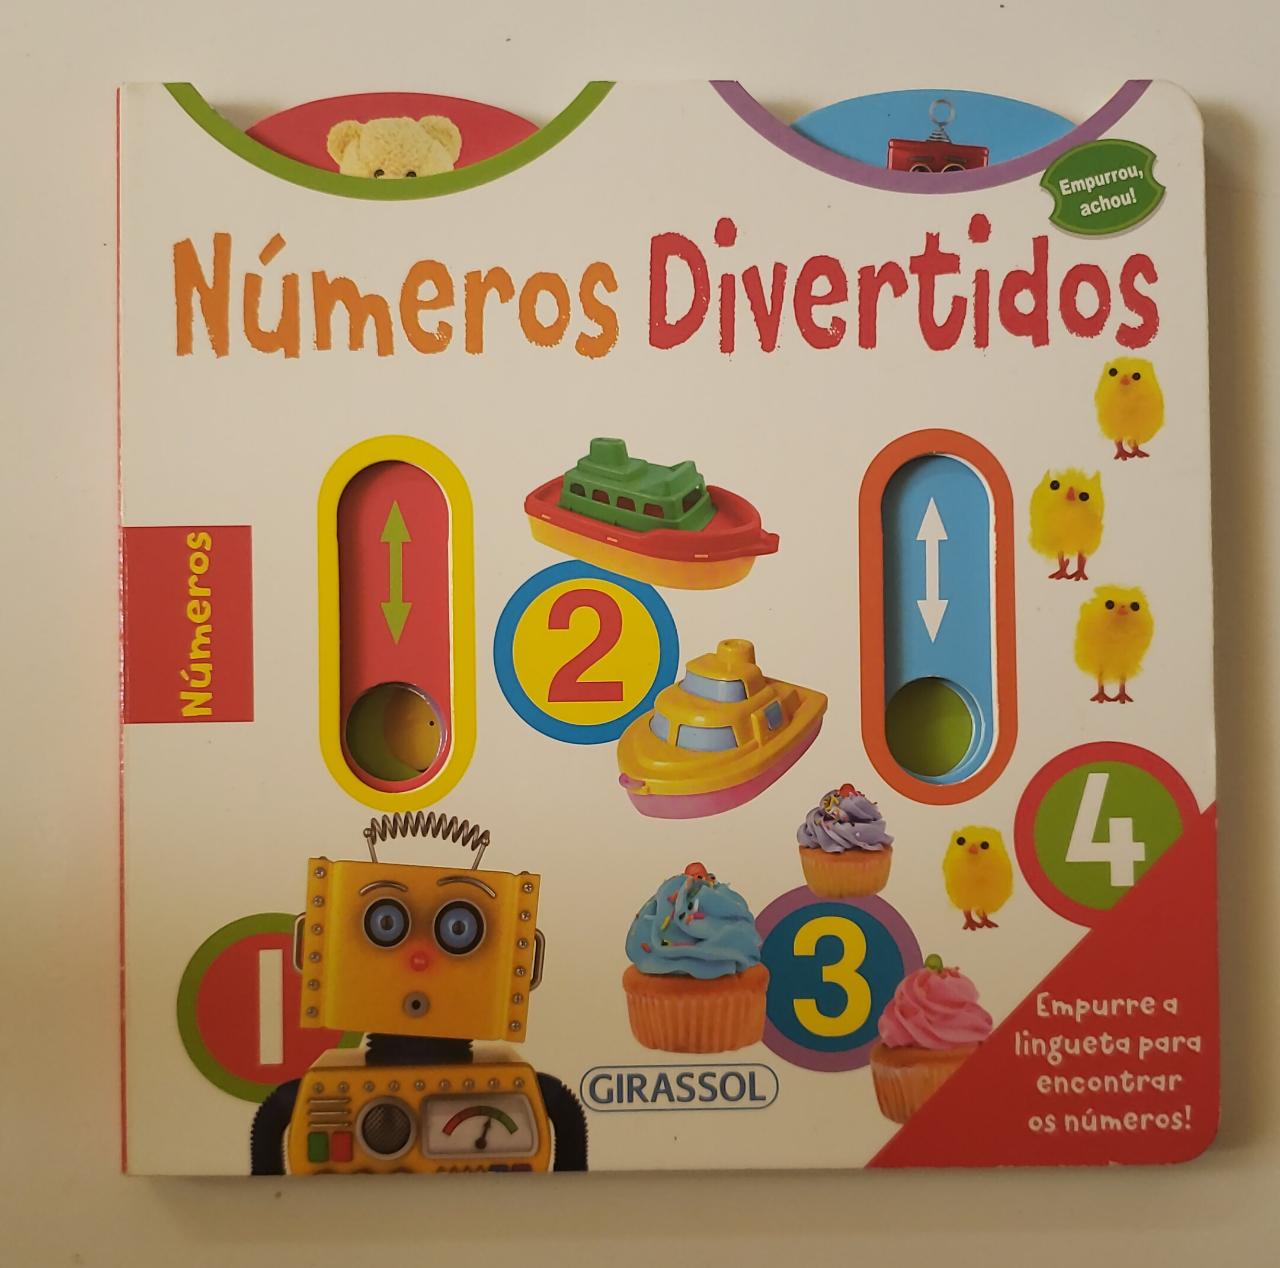 Empurrou,
achou!
Números Divertidos
Números
2
4
1
3
GIRASSOL
Empurre a
lingueta para
encontrar
os números!